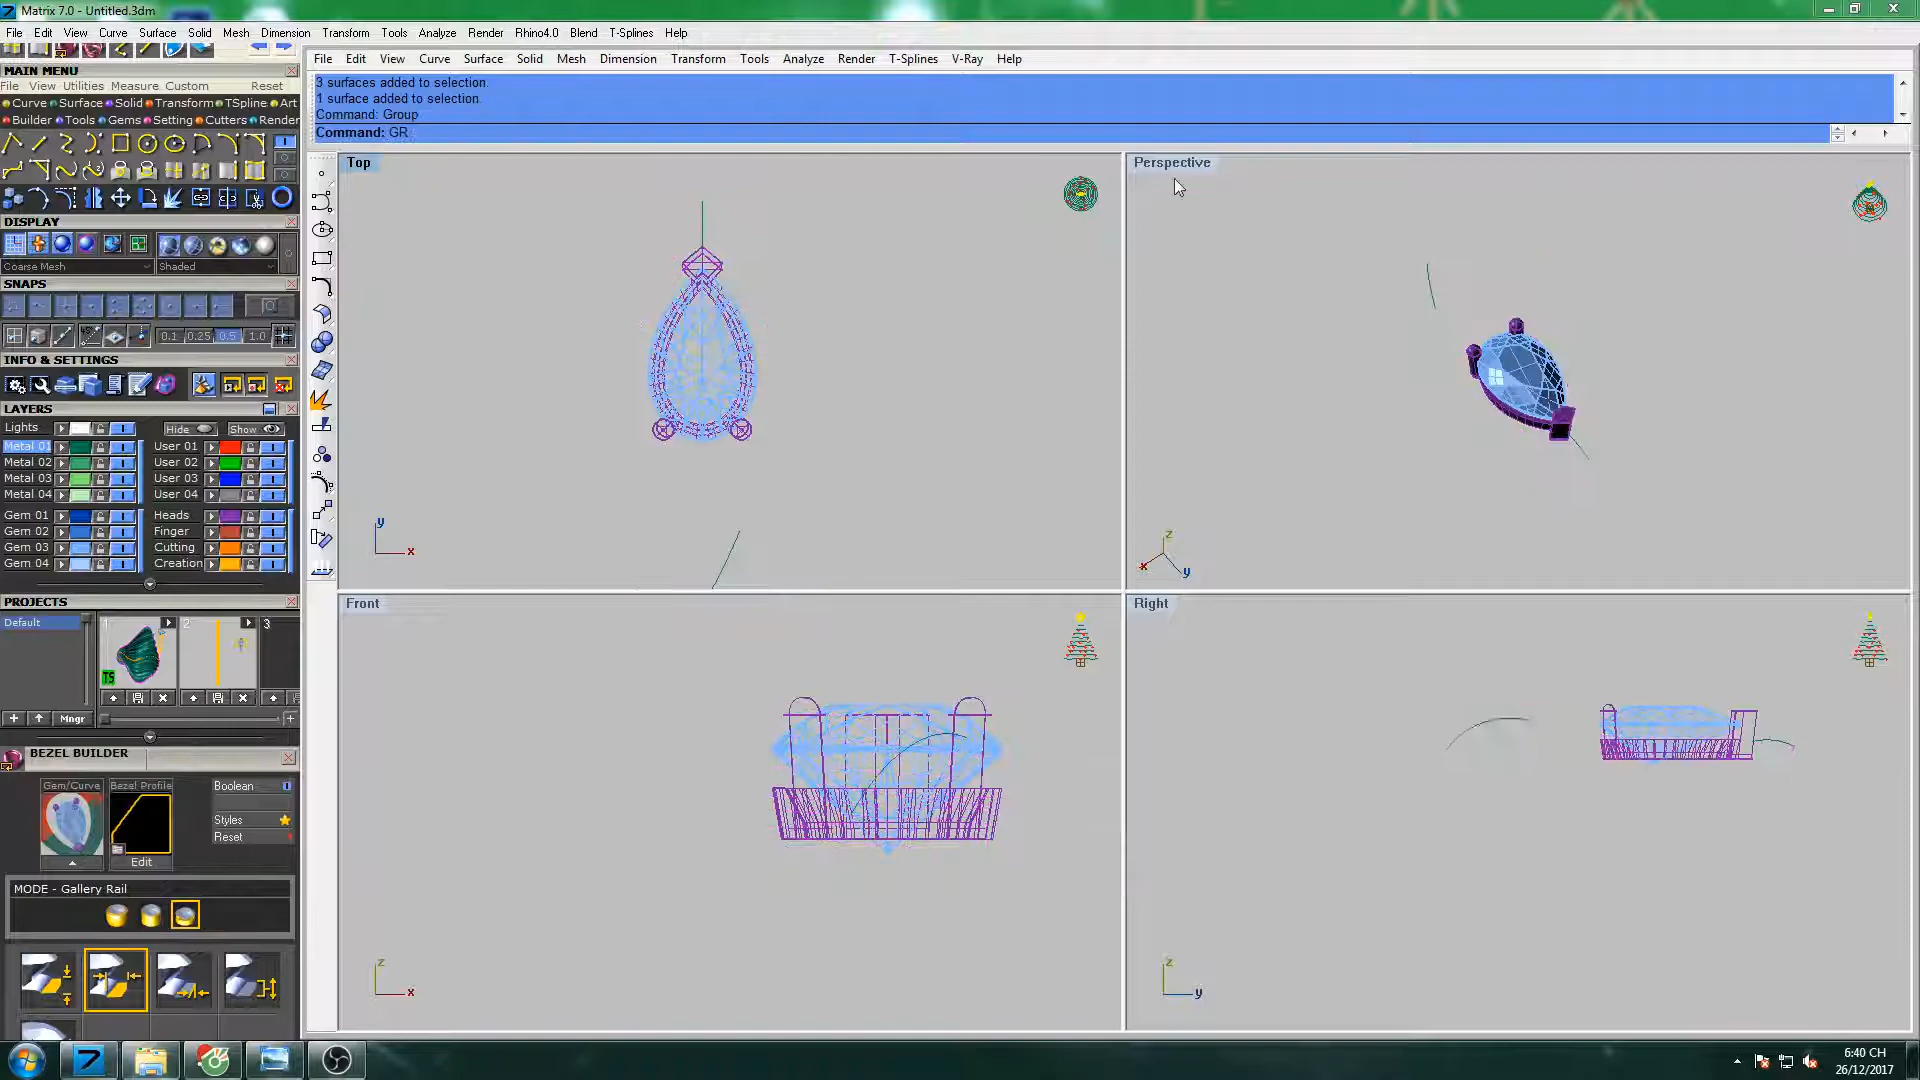 Matrix 7.0 - Untitled.3dm
File Edit View Curve Surface Solid Mesh Dimension Transform Tools Analyze Render Rhino4.0 Blend T-Splines Help
MAIN MENU
File View Utilities Measure Custom Reset
Curve Surface Solid Transform TSpline Art
Builder Tools Gems Setting Cutters Render
DISPLAY
Coarse Mesh Shaded
SNAPS
0.1 0.25 0.5 1.0
INFO & SETTINGS
LAYERS
Lights Hide Show
Metal 01 User 01
Metal 02 User 02
Metal 03 User 03
Metal 04 User 04
Gem 01 Heads
Gem 02 Finger
Gem 03 Cutting
Gem 04 Creation
PROJECTS
Default 1 2 3
TS
Mngr
BEZEL BUILDER
Gem/Curve Bezel Profile Boolean
Styles
Reset
Edit
MODE - Gallery Rail
File Edit View Curve Surface Solid Mesh Dimension Transform Tools Analyze Render T-Splines V-Ray Help
3 surfaces added to selection.
1 surface added to selection.
Command: Group
Command: GR
Top
y
x
Perspective
z
x
y
Front
z
x
Right
z
y
6:40 CH
26/12/2017